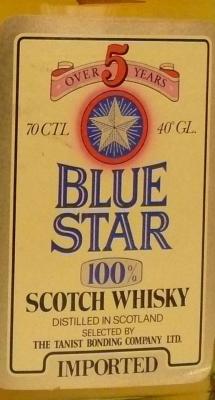 OVER 5 YEARS
70 CTL 40° GL.
BLUE
STAR
100%
SCOTCH WHISKY
DISTILLED IN SCOTLAND
SELECTED BY
THE TANIST BONDING COMPANY LTD.
IMPORTED